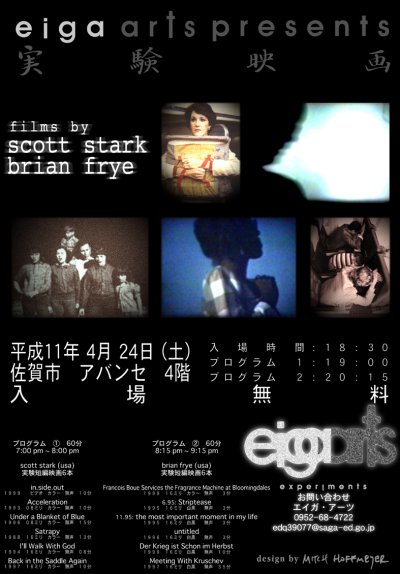 eiga arts presents
実験映画
films by
scott stark
brian frye
平成11年 4月 24日 (土)
佐賀市 アバンセ 4階
入場無料
入場時間:18:30
プログラム 1:19:00
プログラム 2:20:15
プログラム ① 60分
7:00 pm ~ 8:00 pm
scott stark (usa)
実験短編映画6本
in.side.out
Acceleration
Under a Blanket of Blue
Satrapy
I'll Walk With God
Back in the Saddle Again
プログラム ② 60分
8:15 pm ~ 9:15 pm
brian frye (usa)
実験短編映画6本
Francois Boue Services the Fragrance Machine at Bloomingdales
6.95: Striptease
11.95: the most important moment in my life
untitled
Der Krieg ist Schon im Herbst
Meeting With Kruschev
eiga arts
experiments
お問い合わせ
エイガ・アーツ
0952-68-4722
edq39077@saga-ed.go.jp
design by Mitch Hoffmeyer